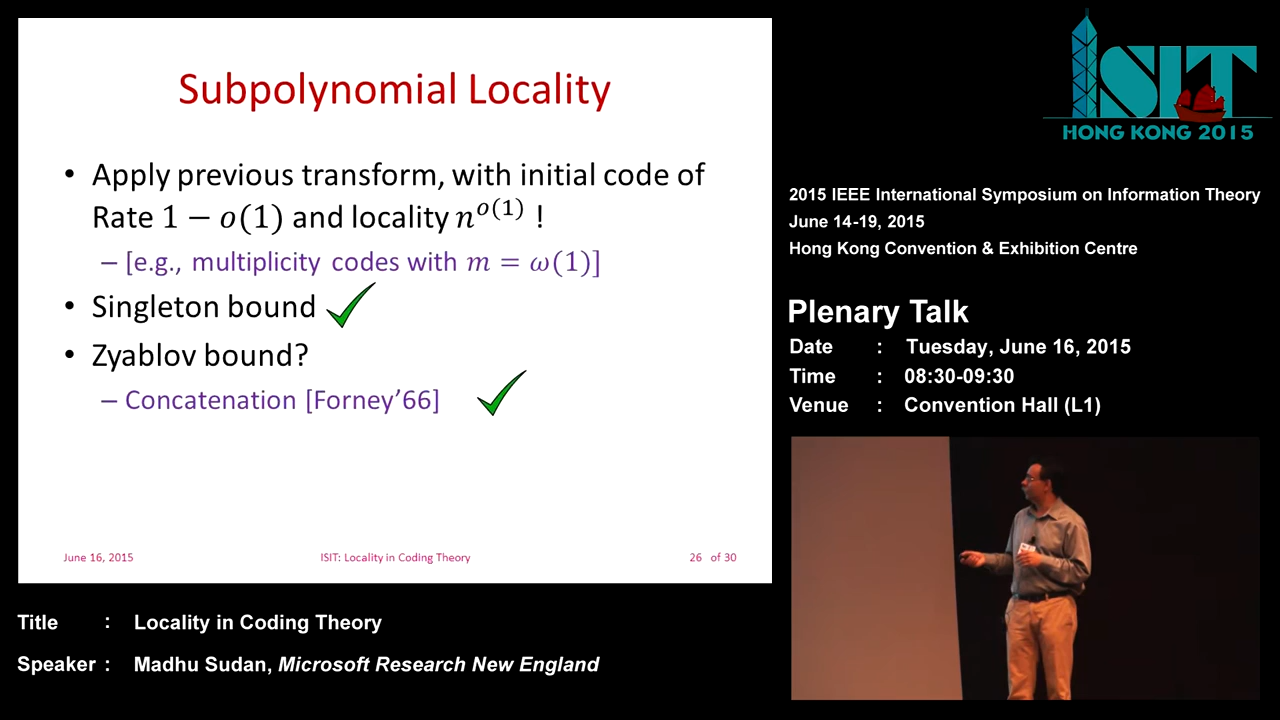 Subpolynomial Locality
• Apply previous transform, with initial code of
Rate 1 − o(1) and locality n^{o(1)} !
– [e.g., multiplicity codes with m = ω(1)]
• Singleton bound
• Zyablov bound?
– Concatenation [Forney’66]
June 16, 2015 ISIT: Locality in Coding Theory 26 of 30
ISIT
HONG KONG 2015
2015 IEEE International Symposium on Information Theory
June 14-19, 2015
Hong Kong Convention & Exhibition Centre
Plenary Talk
Date : Tuesday, June 16, 2015
Time : 08:30-09:30
Venue : Convention Hall (L1)
Title : Locality in Coding Theory
Speaker : Madhu Sudan, Microsoft Research New England